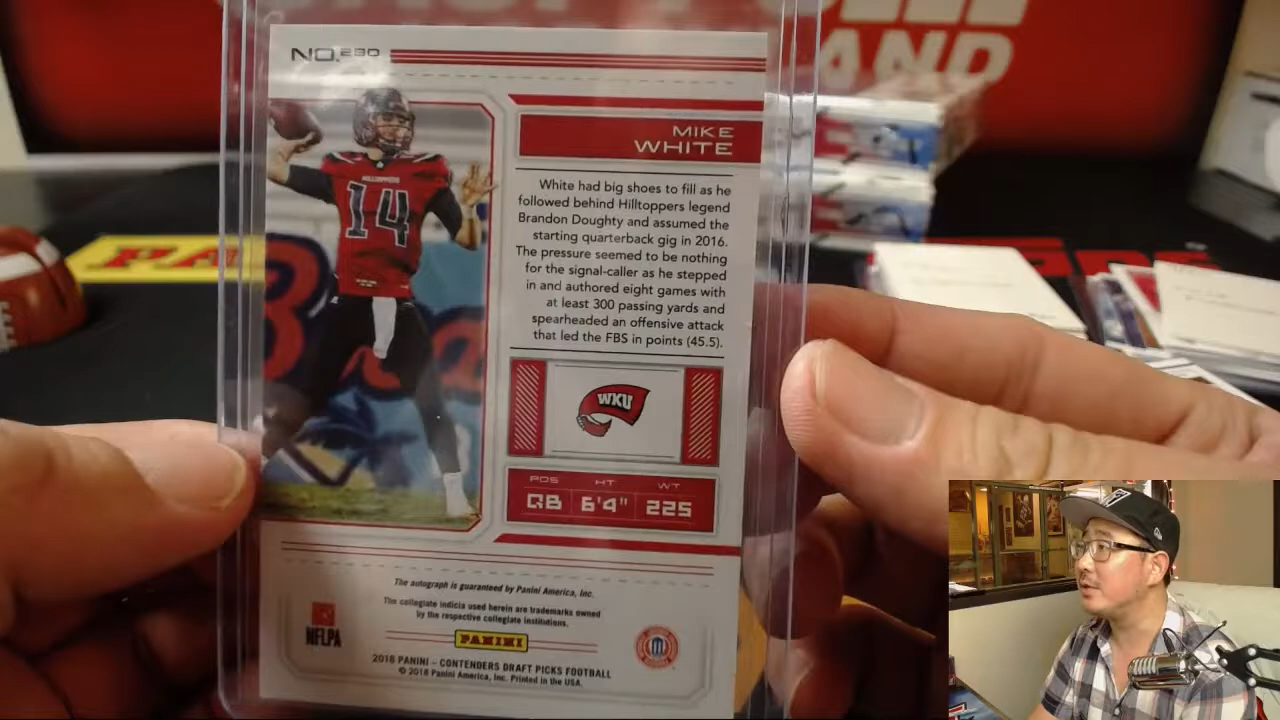 AND
NO. 230
MIKE
WHITE
White had big shoes to fill as he
followed behind Hilltoppers legend
Brandon Doughty and assumed the
starting quarterback gig in 2016.
The pressure seemed to be nothing
for the signal-caller as he stepped
in and authored eight games with
at least 300 passing yards and
spearheaded an offensive attack
that led the FBS in points (45.5).
HILLTOPPERS
14
WKU
POS HT WT
QB 6'4" 225
The autograph is guaranteed by Panini America, Inc.
The collegiate indicia used herein are trademarks owned
by the respective collegiate institutions.
NFLPA
PANINI
2018 PANINI – CONTENDERS DRAFT PICKS FOOTBALL
© 2018 Panini America, Inc. Printed in the USA.
PA